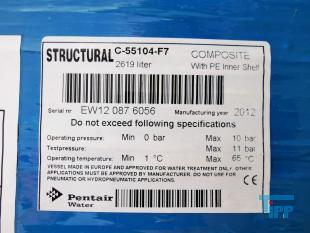 STRUCTURAL C-55104-F7 COMPOSITE
2619 liter With PE Inner Shell
Serial nr EW12 087 6056 Manufacturing year 2012
Do not exceed following specifications
Operating pressure: Min 0 bar Max 10 bar
Testpressure: Max 11 bar
Operating temperature: Min 1 °C Max 65 °C
VESSEL MADE IN EUROPE AND APPROVED FOR WATER TREATMENT ONLY. OTHER
APPLICATIONS MUST BE APPROVED BY MANUFACTURER. DO NOT USE FOR
PNEUMATIC OR HYDROPNEUMATIC APPLICATIONS.
Pentair
Water
CE
TIPP